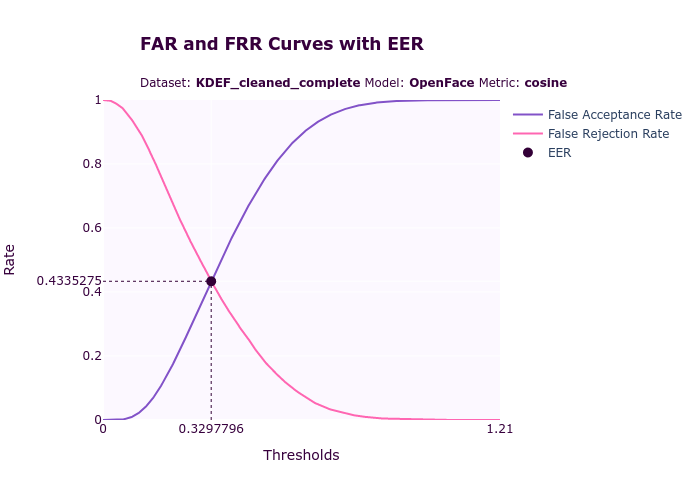 FAR and FRR Curves with EER
Dataset: KDEF_cleaned_complete Model: OpenFace Metric: cosine
False Acceptance Rate
False Rejection Rate
EER
Rate
1
0.8
0.6
0.4335275
0.4
0.2
0
0
0.3297796
1.21
Thresholds